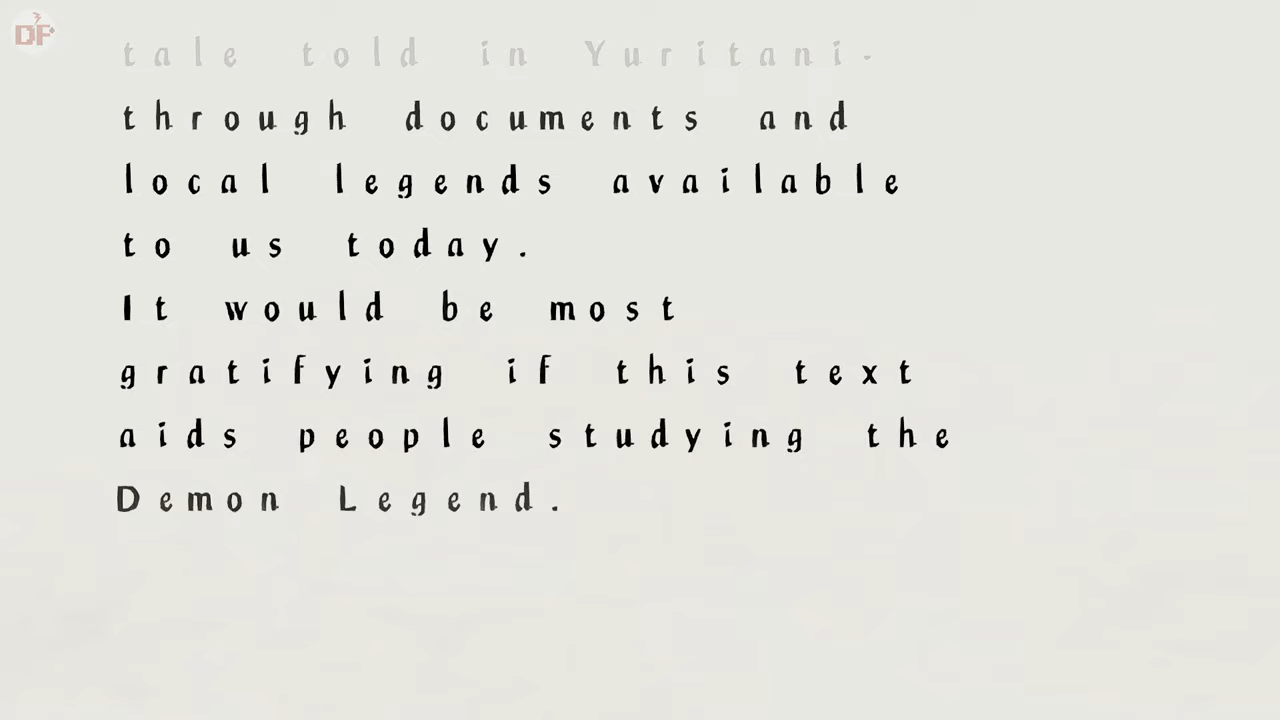 DF
tale told in Yuritani-
through documents and
local legends available
to us today.
It would be most
gratifying if this text
aids people studying the
Demon Legend.